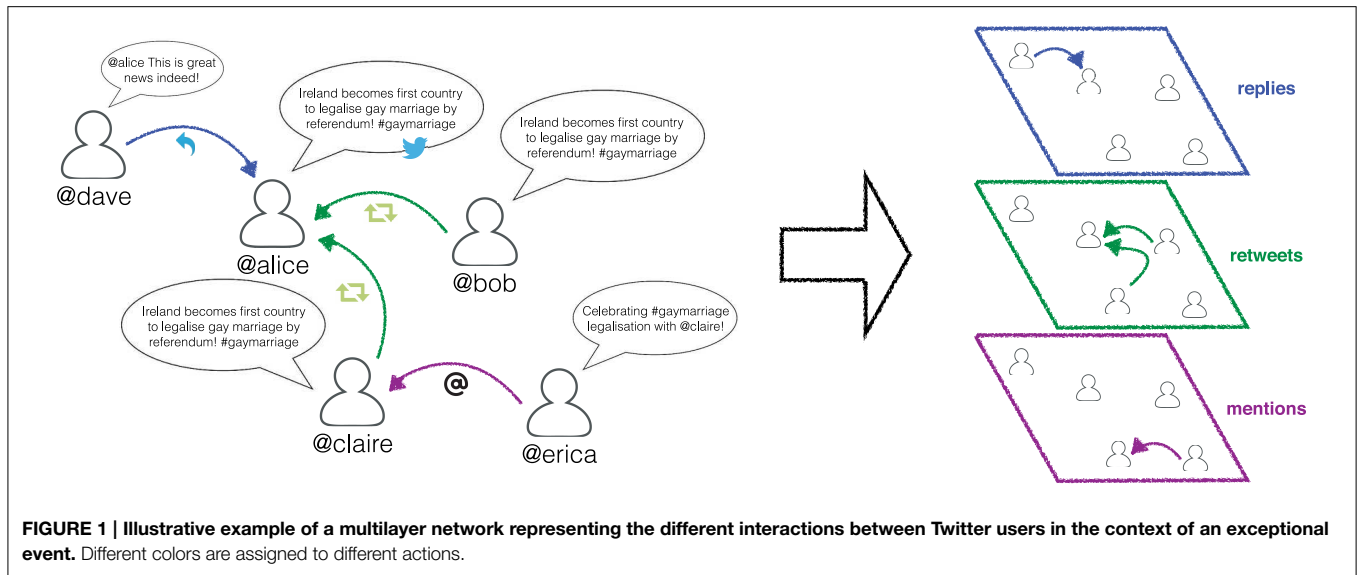 @alice This is great
news indeed!
@dave
Ireland becomes first country
to legalise gay marriage by
referendum! #gaymarriage
@alice
Ireland becomes first country
to legalise gay marriage by
referendum! #gaymarriage
@bob
Ireland becomes first country
to legalise gay marriage by
referendum! #gaymarriage
@claire
@
Celebrating #gaymarriage
legalisation with @claire!
@erica
replies
retweets
mentions
FIGURE 1 | Illustrative example of a multilayer network representing the different interactions between Twitter users in the context of an exceptional
event. Different colors are assigned to different actions.